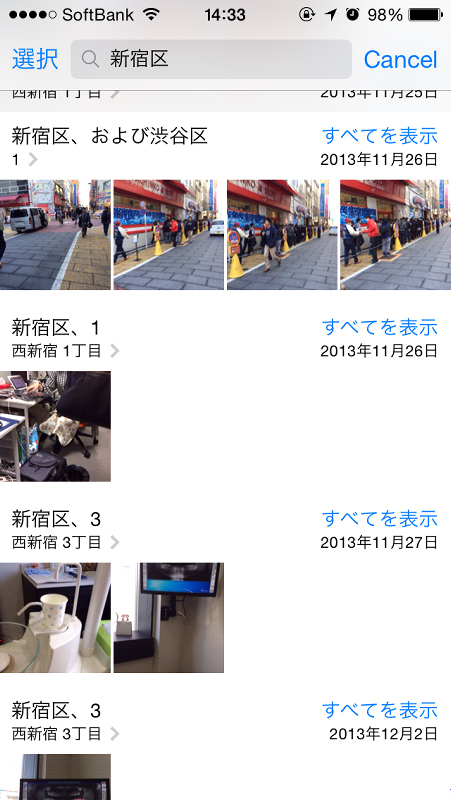 SoftBank 14:33 98%
選択 新宿区 Cancel
西新宿 1丁目 2013年11月25日
新宿区、および渋谷区 すべてを表示
1 2013年11月26日
新宿区、1 すべてを表示
西新宿 1丁目 2013年11月26日
新宿区、3 すべてを表示
西新宿 3丁目 2013年11月27日
新宿区、3 すべてを表示
西新宿 3丁目 2013年12月2日